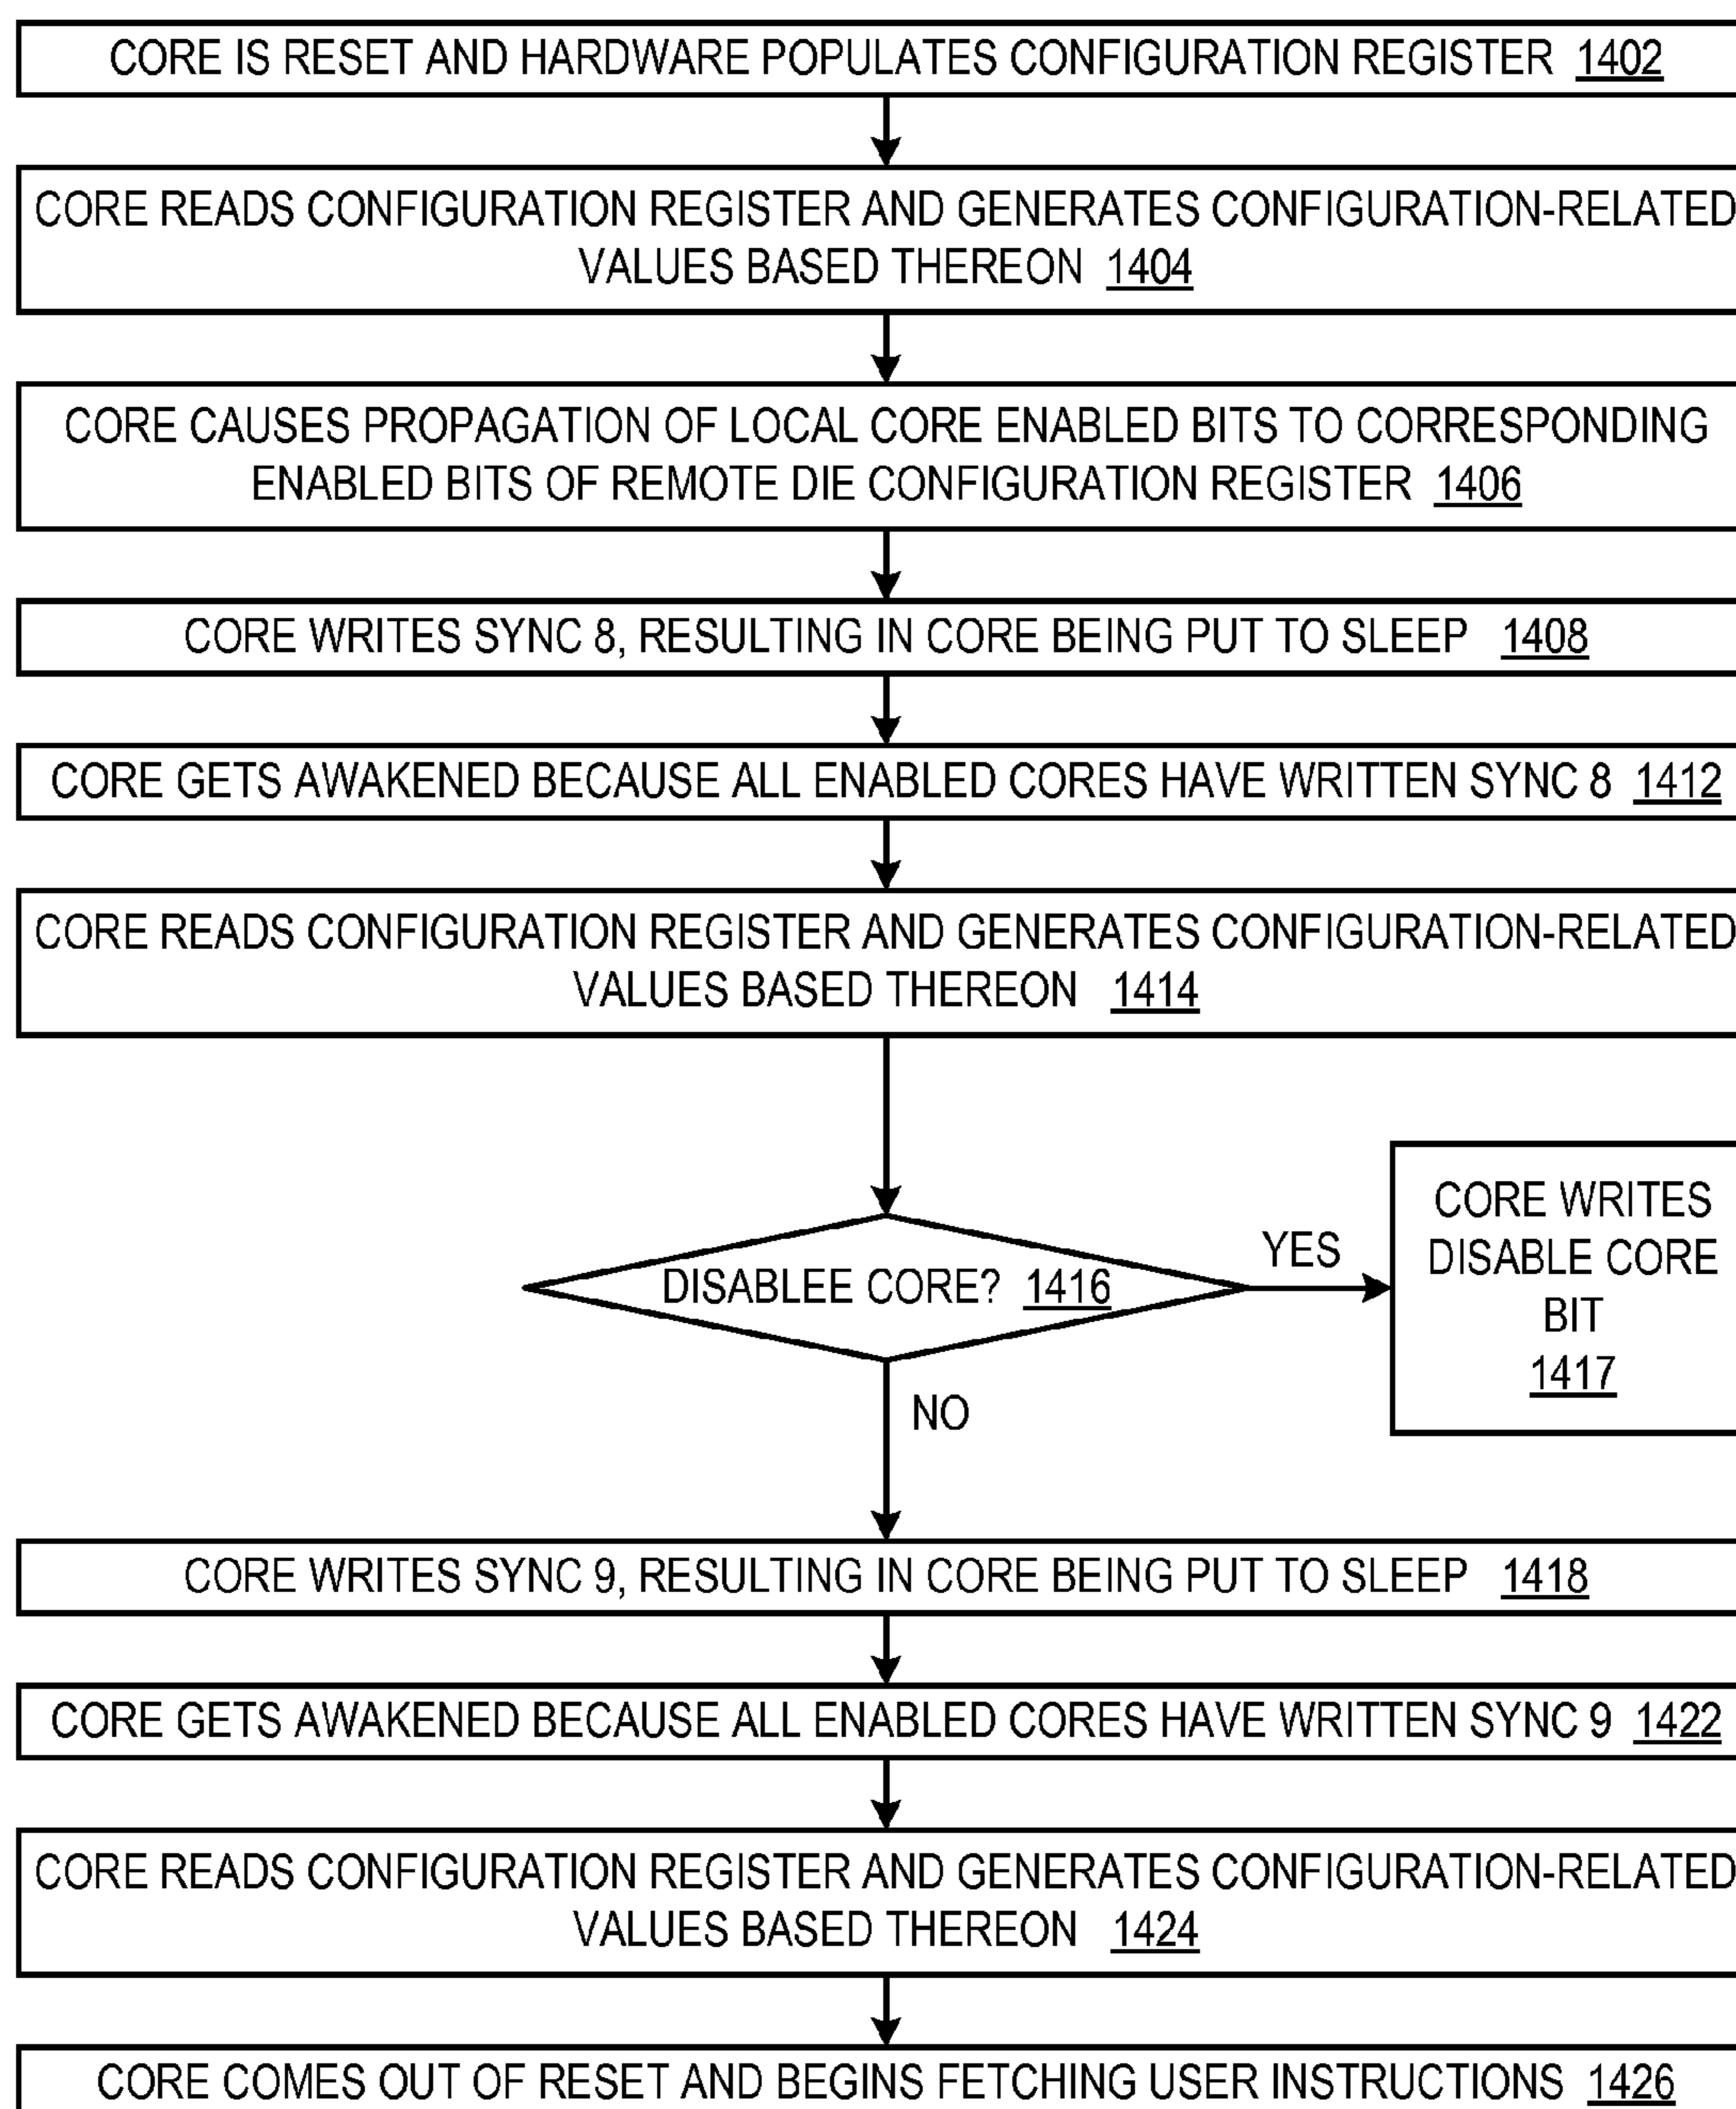 CORE IS RESET AND HARDWARE POPULATES CONFIGURATION REGISTER 1402
CORE READS CONFIGURATION REGISTER AND GENERATES CONFIGURATION-RELATED
VALUES BASED THEREON 1404
CORE CAUSES PROPAGATION OF LOCAL CORE ENABLED BITS TO CORRESPONDING
ENABLED BITS OF REMOTE DIE CONFIGURATION REGISTER 1406
CORE WRITES SYNC 8, RESULTING IN CORE BEING PUT TO SLEEP 1408
CORE GETS AWAKENED BECAUSE ALL ENABLED CORES HAVE WRITTEN SYNC 8 1412
CORE READS CONFIGURATION REGISTER AND GENERATES CONFIGURATION-RELATED
VALUES BASED THEREON 1414
DISABLEE CORE? 1416
YES
CORE WRITES
DISABLE CORE
BIT
1417
NO
CORE WRITES SYNC 9, RESULTING IN CORE BEING PUT TO SLEEP 1418
CORE GETS AWAKENED BECAUSE ALL ENABLED CORES HAVE WRITTEN SYNC 9 1422
CORE READS CONFIGURATION REGISTER AND GENERATES CONFIGURATION-RELATED
VALUES BASED THEREON 1424
CORE COMES OUT OF RESET AND BEGINS FETCHING USER INSTRUCTIONS 1426